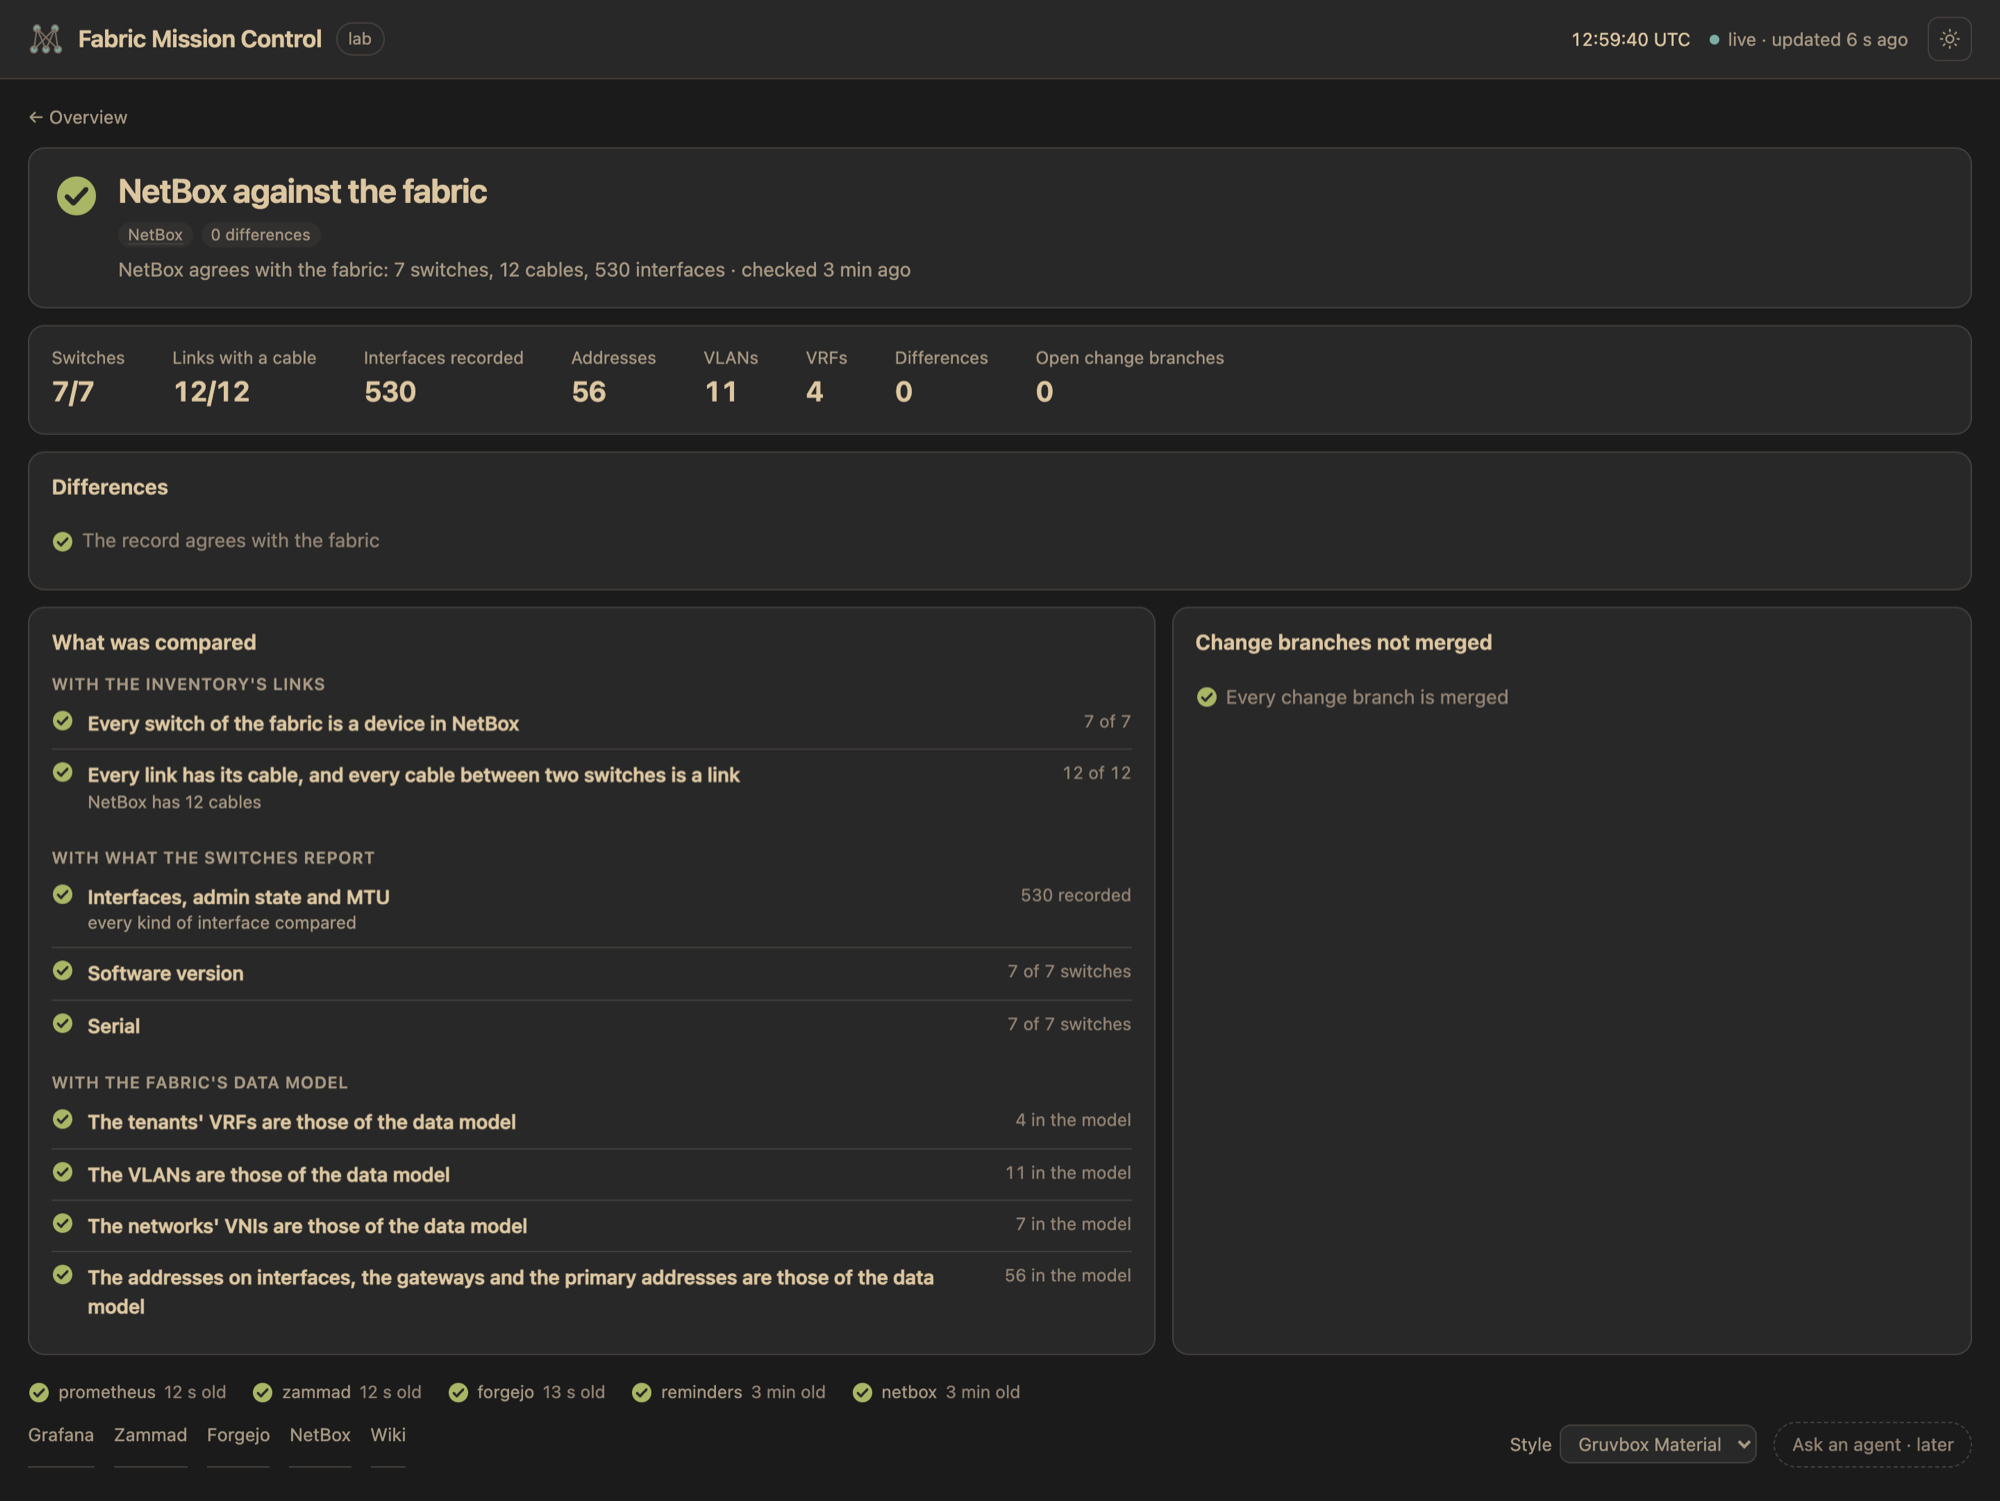 Fabric Mission Control
lab
12:59:40 UTC
live · updated 6 s ago
← Overview
NetBox against the fabric
NetBox
0 differences
NetBox agrees with the fabric: 7 switches, 12 cables, 530 interfaces · checked 3 min ago
Switches
7/7
Links with a cable
12/12
Interfaces recorded
530
Addresses
56
VLANs
11
VRFs
4
Differences
0
Open change branches
0
Differences
The record agrees with the fabric
What was compared
WITH THE INVENTORY'S LINKS
Every switch of the fabric is a device in NetBox
7 of 7
Every link has its cable, and every cable between two switches is a link
12 of 12
NetBox has 12 cables
WITH WHAT THE SWITCHES REPORT
Interfaces, admin state and MTU
530 recorded
every kind of interface compared
Software version
7 of 7 switches
Serial
7 of 7 switches
WITH THE FABRIC'S DATA MODEL
The tenants' VRFs are those of the data model
4 in the model
The VLANs are those of the data model
11 in the model
The networks' VNIs are those of the data model
7 in the model
The addresses on interfaces, the gateways and the primary addresses are those of the data
model
56 in the model
Change branches not merged
Every change branch is merged
prometheus 12 s old
zammad 12 s old
forgejo 13 s old
reminders 3 min old
netbox 3 min old
Grafana
Zammad
Forgejo
NetBox
Wiki
Style
Gruvbox Material
Ask an agent · later